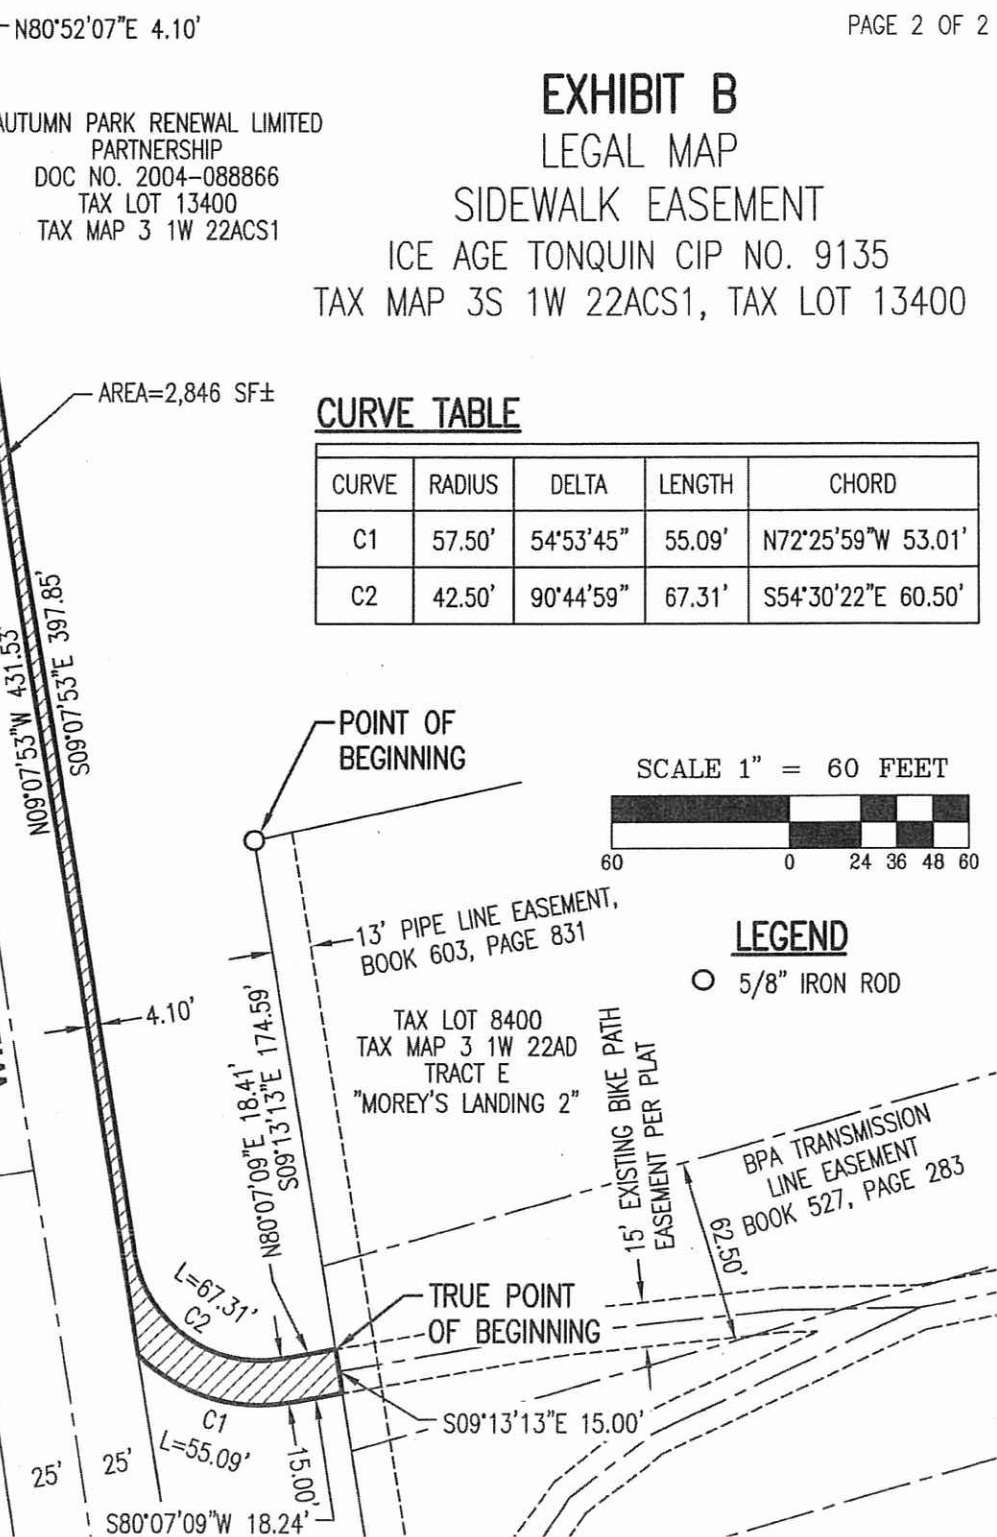 N80°52'07"E 4.10'
PAGE 2 OF 2
EXHIBIT B
LEGAL MAP
SIDEWALK EASEMENT
ICE AGE TONQUIN CIP NO. 9135
TAX MAP 3S 1W 22ACS1, TAX LOT 13400
AUTUMN PARK RENEWAL LIMITED
PARTNERSHIP
DOC NO. 2004-088866
TAX LOT 13400
TAX MAP 3 1W 22ACS1
AREA=2,846 SF±
CURVE TABLE
CURVE RADIUS DELTA LENGTH CHORD
C1 57.50' 54°53'45" 55.09' N72°25'59"W 53.01'
C2 42.50' 90°44'59" 67.31' S54°30'22"E 60.50'
N09°07'53"W 431.53'
S09°07'53"E 397.85'
POINT OF
BEGINNING
SCALE 1" = 60 FEET
60 0 24 36 48 60
LEGEND
5/8" IRON ROD
13' PIPE LINE EASEMENT,
BOOK 603, PAGE 831
4.10'
TAX LOT 8400
TAX MAP 3 1W 22AD
TRACT E
"MOREY'S LANDING 2"
N80°07'09"E 18.41'
S09°13'13"E 174.59'
15' EXISTING BIKE PATH
EASEMENT PER PLAT
BPA TRANSMISSION
LINE EASEMENT
BOOK 527, PAGE 283
62.50'
L=67.31'
C2
TRUE POINT
OF BEGINNING
S09°13'13"E 15.00'
C1
L=55.09'
15.00'
25'
25'
S80°07'09"W 18.24'